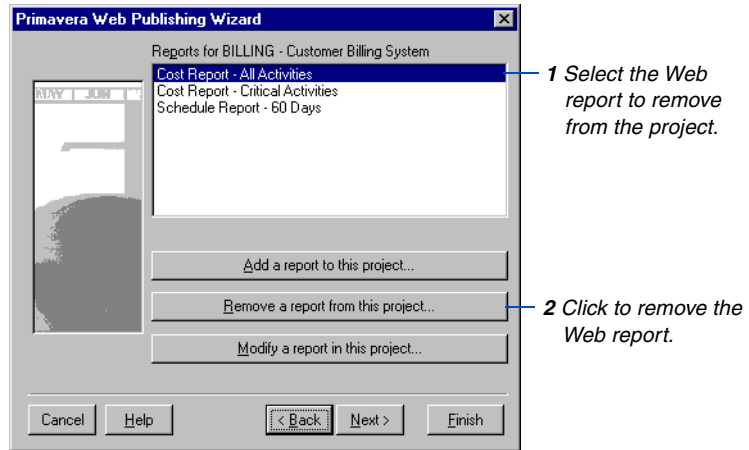 Primavera Web Publishing Wizard
Reports for BILLING - Customer Billing System
Cost Report - All Activities
Cost Report - Critical Activities
Schedule Report - 60 Days
1 Select the Web
report to remove
from the project.
Add a report to this project...
Remove a report from this project...
2 Click to remove the
Web report.
Modify a report in this project...
Cancel
Help
< Back
Next >
Finish